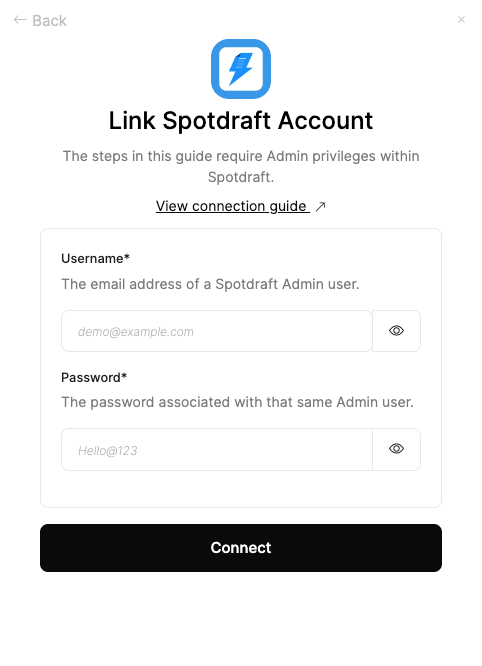 ← Back
×
Link Spotdraft Account
The steps in this guide require Admin privileges within
Spotdraft.
View connection guide ↗
Username*
The email address of a Spotdraft Admin user.
demo@example.com
Password*
The password associated with that same Admin user.
Hello@123
Connect